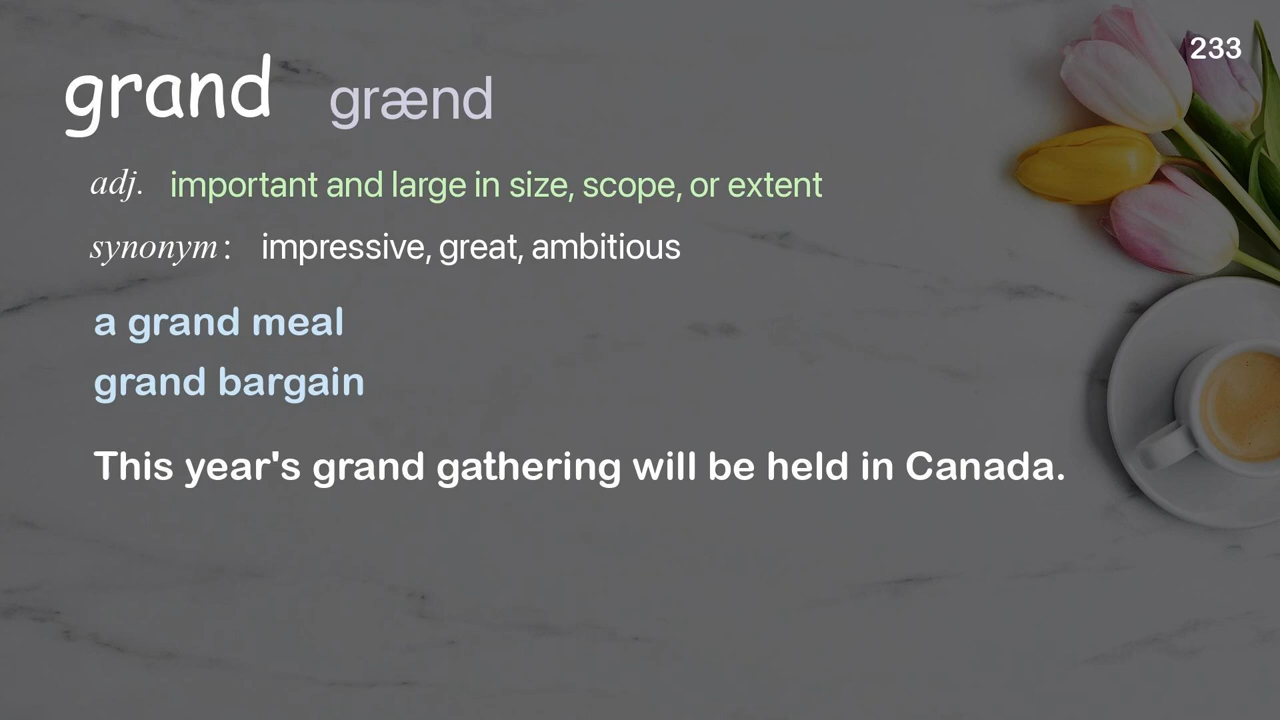 233
grand grænd
adj. important and large in size, scope, or extent
synonym: impressive, great, ambitious
a grand meal
grand bargain
This year's grand gathering will be held in Canada.